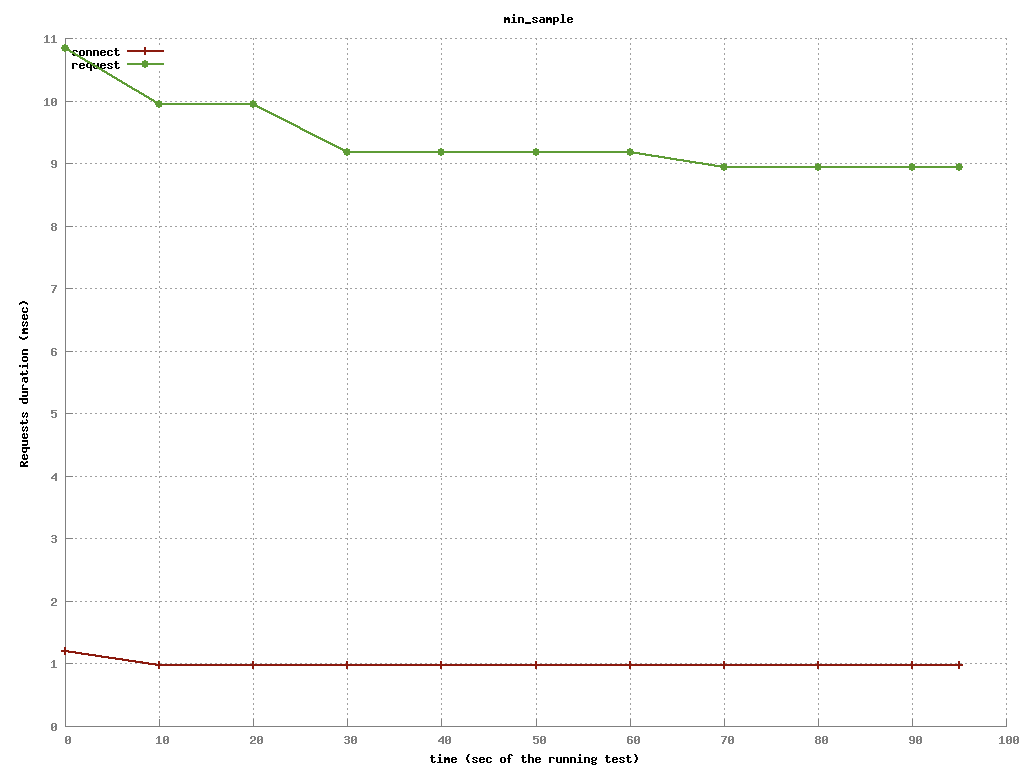 min_sample
11
connect
request
10
9
8
7
6
5
4
3
2
1
0
Requests duration (msec)
0 10 20 30 40 50 60 70 80 90 100
time (sec of the running test)